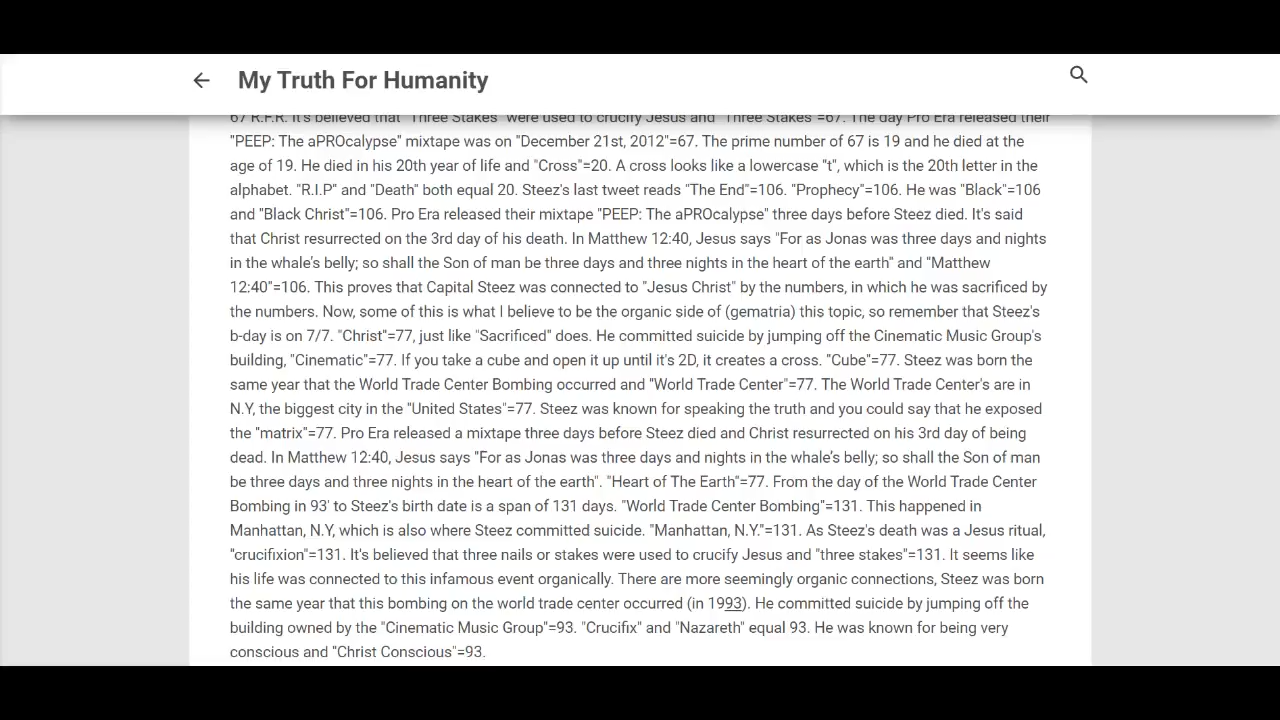 My Truth For Humanity
67 R.F.R. It's believed that "Three Stakes" were used to crucify Jesus and "Three Stakes"=67. The day Pro Era released their
"PEEP: The aPROcalypse" mixtape was on "December 21st, 2012"=67. The prime number of 67 is 19 and he died at the
age of 19. He died in his 20th year of life and "Cross"=20. A cross looks like a lowercase "t", which is the 20th letter in the
alphabet. "R.I.P" and "Death" both equal 20. Steez's last tweet reads "The End"=106. "Prophecy"=106. He was "Black"=106
and "Black Christ"=106. Pro Era released their mixtape "PEEP: The aPROcalypse" three days before Steez died. It's said
that Christ resurrected on the 3rd day of his death. In Matthew 12:40, Jesus says "For as Jonas was three days and nights
in the whale's belly; so shall the Son of man be three days and three nights in the heart of the earth" and "Matthew
12:40"=106. This proves that Capital Steez was connected to "Jesus Christ" by the numbers, in which he was sacrificed by
the numbers. Now, some of this is what I believe to be the organic side of (gematria) this topic, so remember that Steez's
b-day is on 7/7. "Christ"=77, just like "Sacrificed" does. He committed suicide by jumping off the Cinematic Music Group's
building, "Cinematic"=77. If you take a cube and open it up until it's 2D, it creates a cross. "Cube"=77. Steez was born the
same year that the World Trade Center Bombing occurred and "World Trade Center"=77. The World Trade Center's are in
N.Y, the biggest city in the "United States"=77. Steez was known for speaking the truth and you could say that he exposed
the "matrix"=77. Pro Era released a mixtape three days before Steez died and Christ resurrected on his 3rd day of being
dead. In Matthew 12:40, Jesus says "For as Jonas was three days and nights in the whale's belly; so shall the Son of man
be three days and three nights in the heart of the earth". "Heart of The Earth"=77. From the day of the World Trade Center
Bombing in 93' to Steez's birth date is a span of 131 days. "World Trade Center Bombing"=131. This happened in
Manhattan, N.Y, which is also where Steez committed suicide. "Manhattan, N.Y."=131. As Steez's death was a Jesus ritual,
"crucifixion"=131. It's believed that three nails or stakes were used to crucify Jesus and "three stakes"=131. It seems like
his life was connected to this infamous event organically. There are more seemingly organic connections, Steez was born
the same year that this bombing on the world trade center occurred (in 1993). He committed suicide by jumping off the
building owned by the "Cinematic Music Group"=93. "Crucifix" and "Nazareth" equal 93. He was known for being very
conscious and "Christ Conscious"=93.